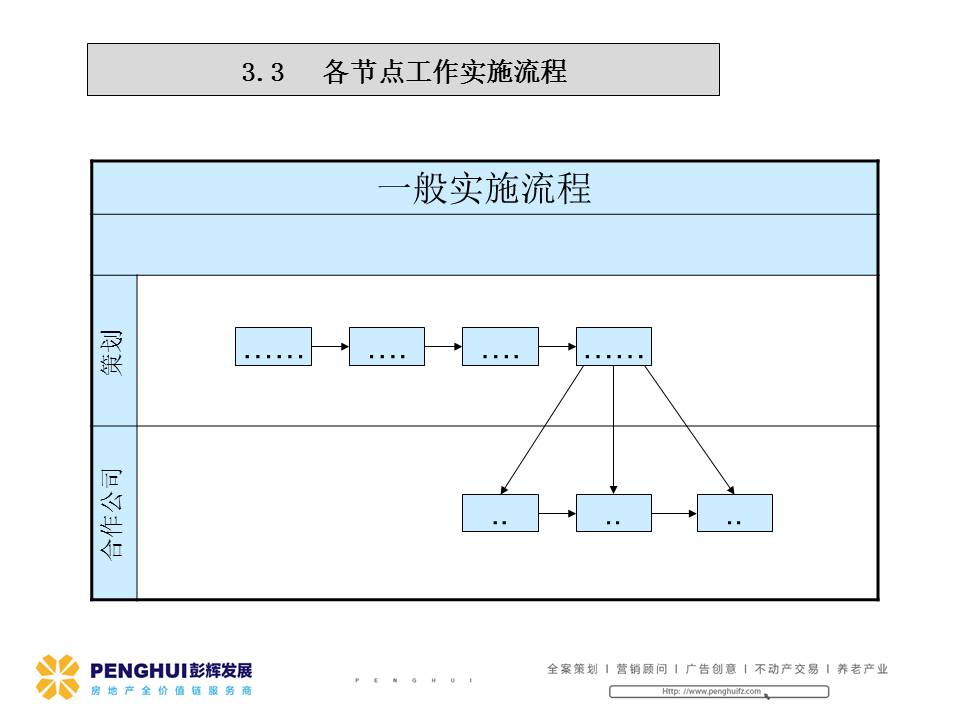 3.3 各节点工作实施流程
一般实施流程
策划
...... .... .... ......
合作公司
.. .. ..
PENGHUI彭辉发展
房地产全价值链服务商
PENGHUI
全案策划 | 营销顾问 | 广告创意 | 不动产交易 | 养老产业
Http: //www.penghuifz.com